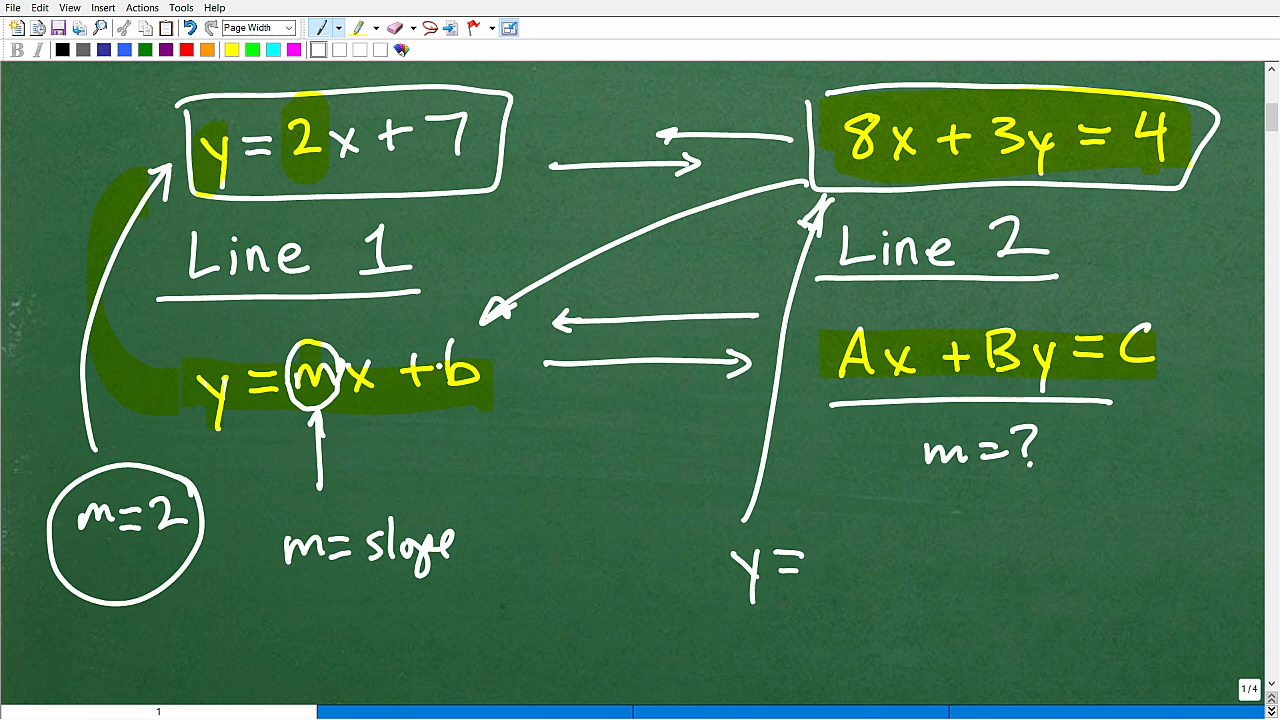 File Edit View Insert Actions Tools Help
Page Width
B I
y = 2x + 7
8x + 3y = 4
Line 1
Line 2
y = mx + b
Ax + By = C
m = ?
m = 2
m = slope
y =
1/4
1